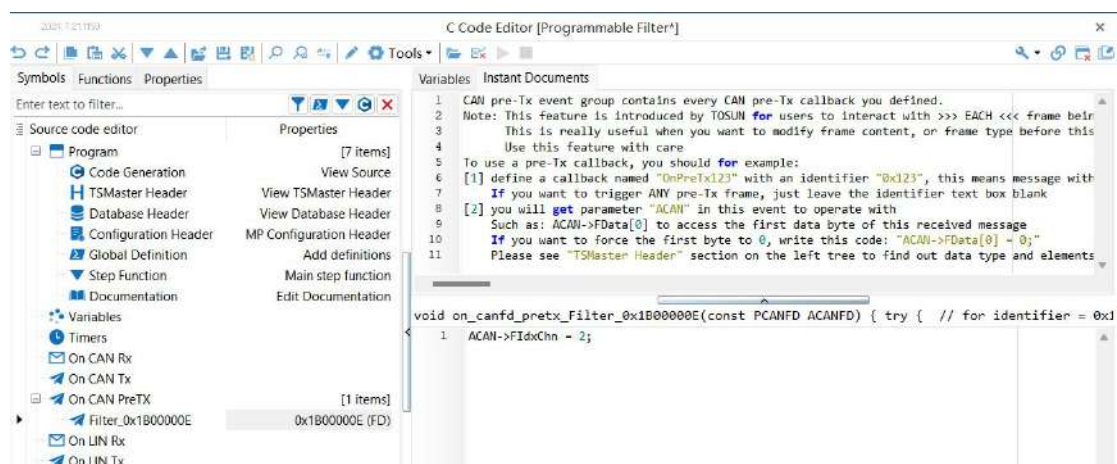 C Code Editor [Programmable Filter*]
Tools
Symbols Functions Properties
Variables Instant Documents
Enter text to filter...
Source code editor Properties
Program [7 items]
Code Generation View Source
TSMaster Header View TSMaster Header
Database Header View Database Header
Configuration Header MP Configuration Header
Global Definition Add definitions
Step Function Main step function
Documentation Edit Documentation
Variables
Timers
On CAN Rx
On CAN Tx
On CAN PreTX [1 items]
Filter_0x1B00000E 0x1B00000E (FD)
On LIN Rx
On LIN Tx
1 CAN pre-Tx event group contains every CAN pre-Tx callback you defined.
2 Note: This feature is introduced by TOSUN for users to interact with >>> EACH <<< frame bein
3 This is really useful when you want to modify frame content, or frame type before this
4 Use this feature with care
5 To use a pre-Tx callback, you should for example:
6 [1] define a callback named "OnPreTx123" with an identifier "0x123", this means message with
7 If you want to trigger ANY pre-Tx frame, just leave the identifier text box blank
8 [2] you will get parameter "ACAN" in this event to operate with
9 Such as: ACAN->FData[0] to access the first data byte of this received message
10 If you want to force the first byte to 0, write this code: "ACAN->FData[0] = 0;"
11 Please see "TSMaster Header" section on the left tree to find out data type and elements
void on_canfd_pretx_Filter_0x1B00000E(const PCANFD ACANFD) { try { // for identifier = 0x1
1 ACAN->FIdxChn = 2;